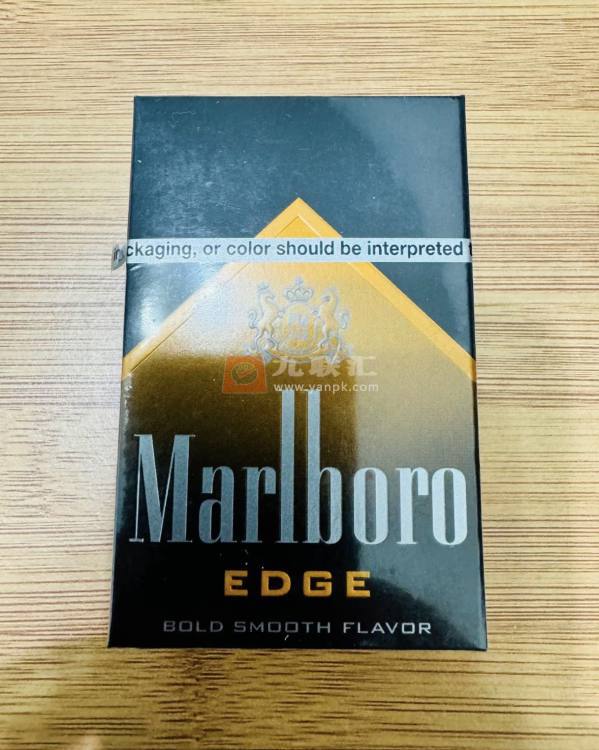 ckaging, or color should be interpreted
九联汇
www.yanpk.com
Marlboro
EDGE
BOLD SMOOTH FLAVOR